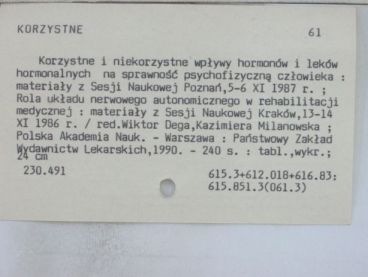 KORZYSTNE 61
Korzystne i niekorzystne wpływy hormonów i leków
hormonalnych na sprawność psychofizyczną człowieka :
materiały z Sesji Naukowej Poznań,5-6 XI 1987 r. ;
Rola układu nerwowego autonomicznego w rehabilitacji
medycznej : materiały z Sesji Naukowej Kraków,13-14
XI 1986 r. / red.Wiktor Dega,Kazimiera Milanowska ;
Polska Akademia Nauk. - Warszawa : Państwowy Zakład
Wydawnictw Lekarskich,1990. - 240 s. : tabl.,wykr.;
24 cm
230.491 615.3+612.018+616.83:
615.851.3(061.3)